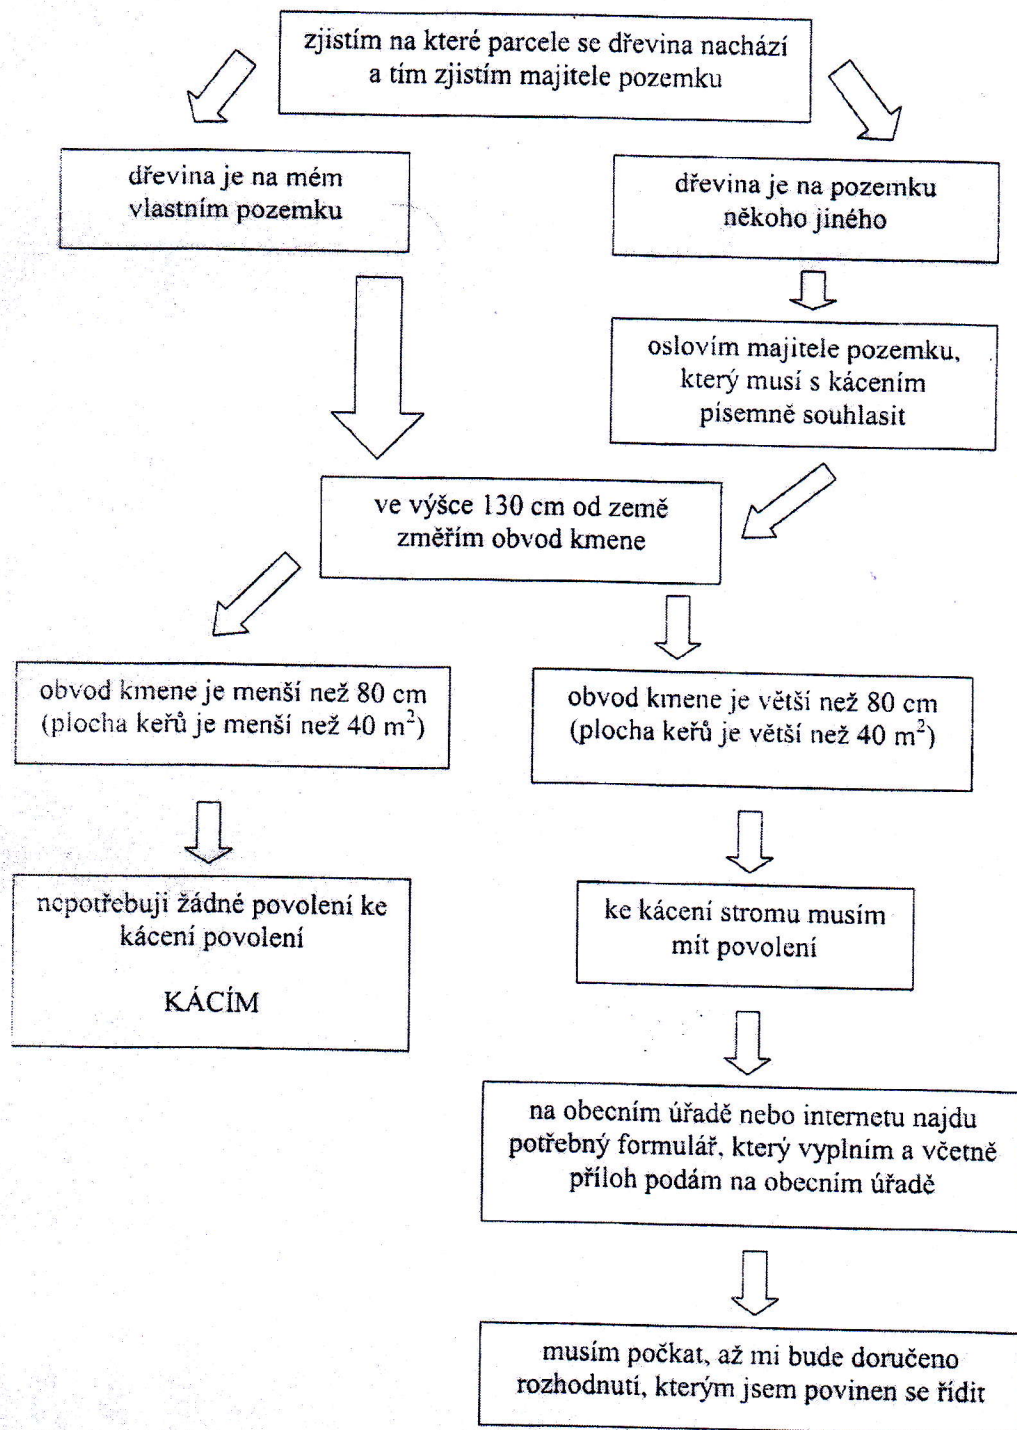 zjistím na které parcele se dřevina nachází
a tím zjistím majitele pozemku
dřevina je na mém
vlastním pozemku
dřevina je na pozemku
někoho jiného
oslovím majitele pozemku,
který musí s kácením
písemně souhlasit
ve výšce 130 cm od země
změřím obvod kmene
obvod kmene je menší než 80 cm
(plocha keřů je menší než 40 m²)
obvod kmene je větší než 80 cm
(plocha keřů je větší než 40 m²)
nepotřebuji žádné povolení ke
kácení povolení
KÁCÍM
ke kácení stromu musím
mít povolení
na obecním úřadě nebo internetu najdu
potřebný formulář, který vyplním a včetně
příloh podám na obecním úřadě
musím počkat, až mi bude doručeno
rozhodnutí, kterým jsem povinen se řídit